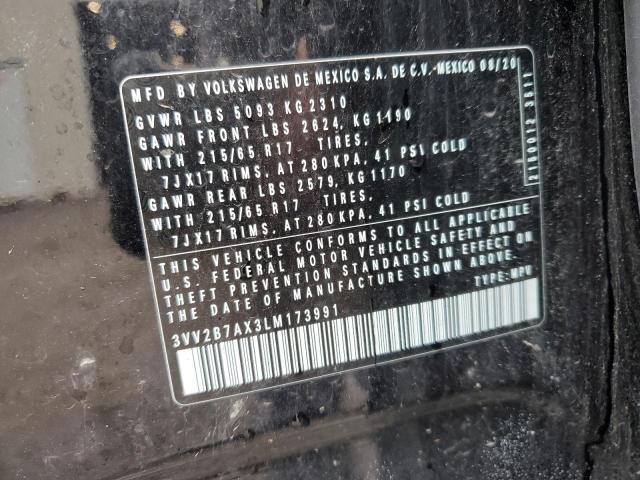 MFD BY VOLKSWAGEN DE MEXICO S.A. DE C.V.-MEXICO 08/20
GVWR LBS 5093 KG 2310
GAWR FRONT LBS 2624, KG 1190
WITH 215/65 R17 TIRES,
7JX17 RIMS, AT 280 KPA, 41 PSI COLD
GAWR REAR LBS 2579, KG 1170
WITH 215/65 R17 TIRES,
7JX17 RIMS, AT 280 KPA, 41 PSI COLD
THIS VEHICLE CONFORMS TO ALL APPLICABLE
U.S. FEDERAL MOTOR VEHICLE SAFETY AND
THEFT PREVENTION STANDARDS IN EFFECT ON
THE DATE OF MANUFACTURE SHOWN ABOVE-
TYPE: MPV
3VV2B7AX3LM173991